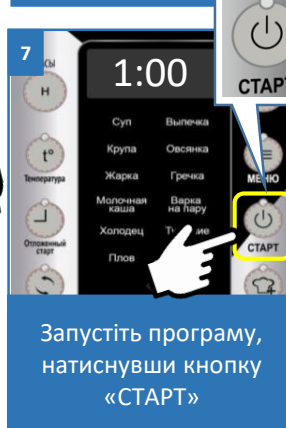 7
СТАРТ
1:00
Н
Суп Выпечка
t°
Крупа Овсянка
Температура
Жарка Гречка
МЕНЮ
Молочная каша
Варка на пару
Отложенный старт
Холодец
СТАРТ
Плов
Запустіть програму,
натиснувши кнопку
«СТАРТ»